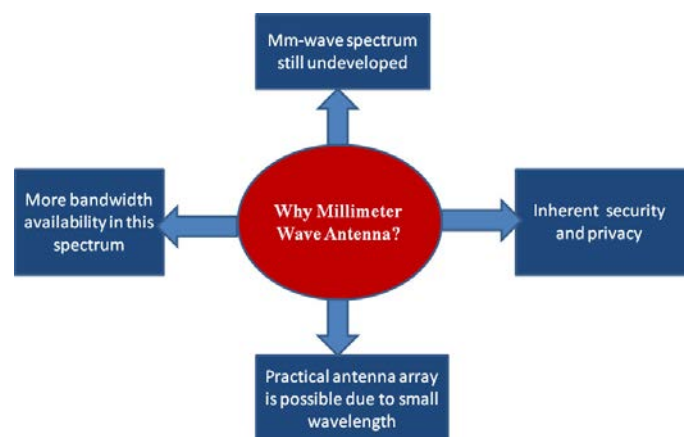 Mm-wave spectrum
still undeveloped
More bandwidth
availability in this
spectrum
Why Millimeter
Wave Antenna?
Inherent security
and privacy
Practical antenna array
is possible due to small
wavelength